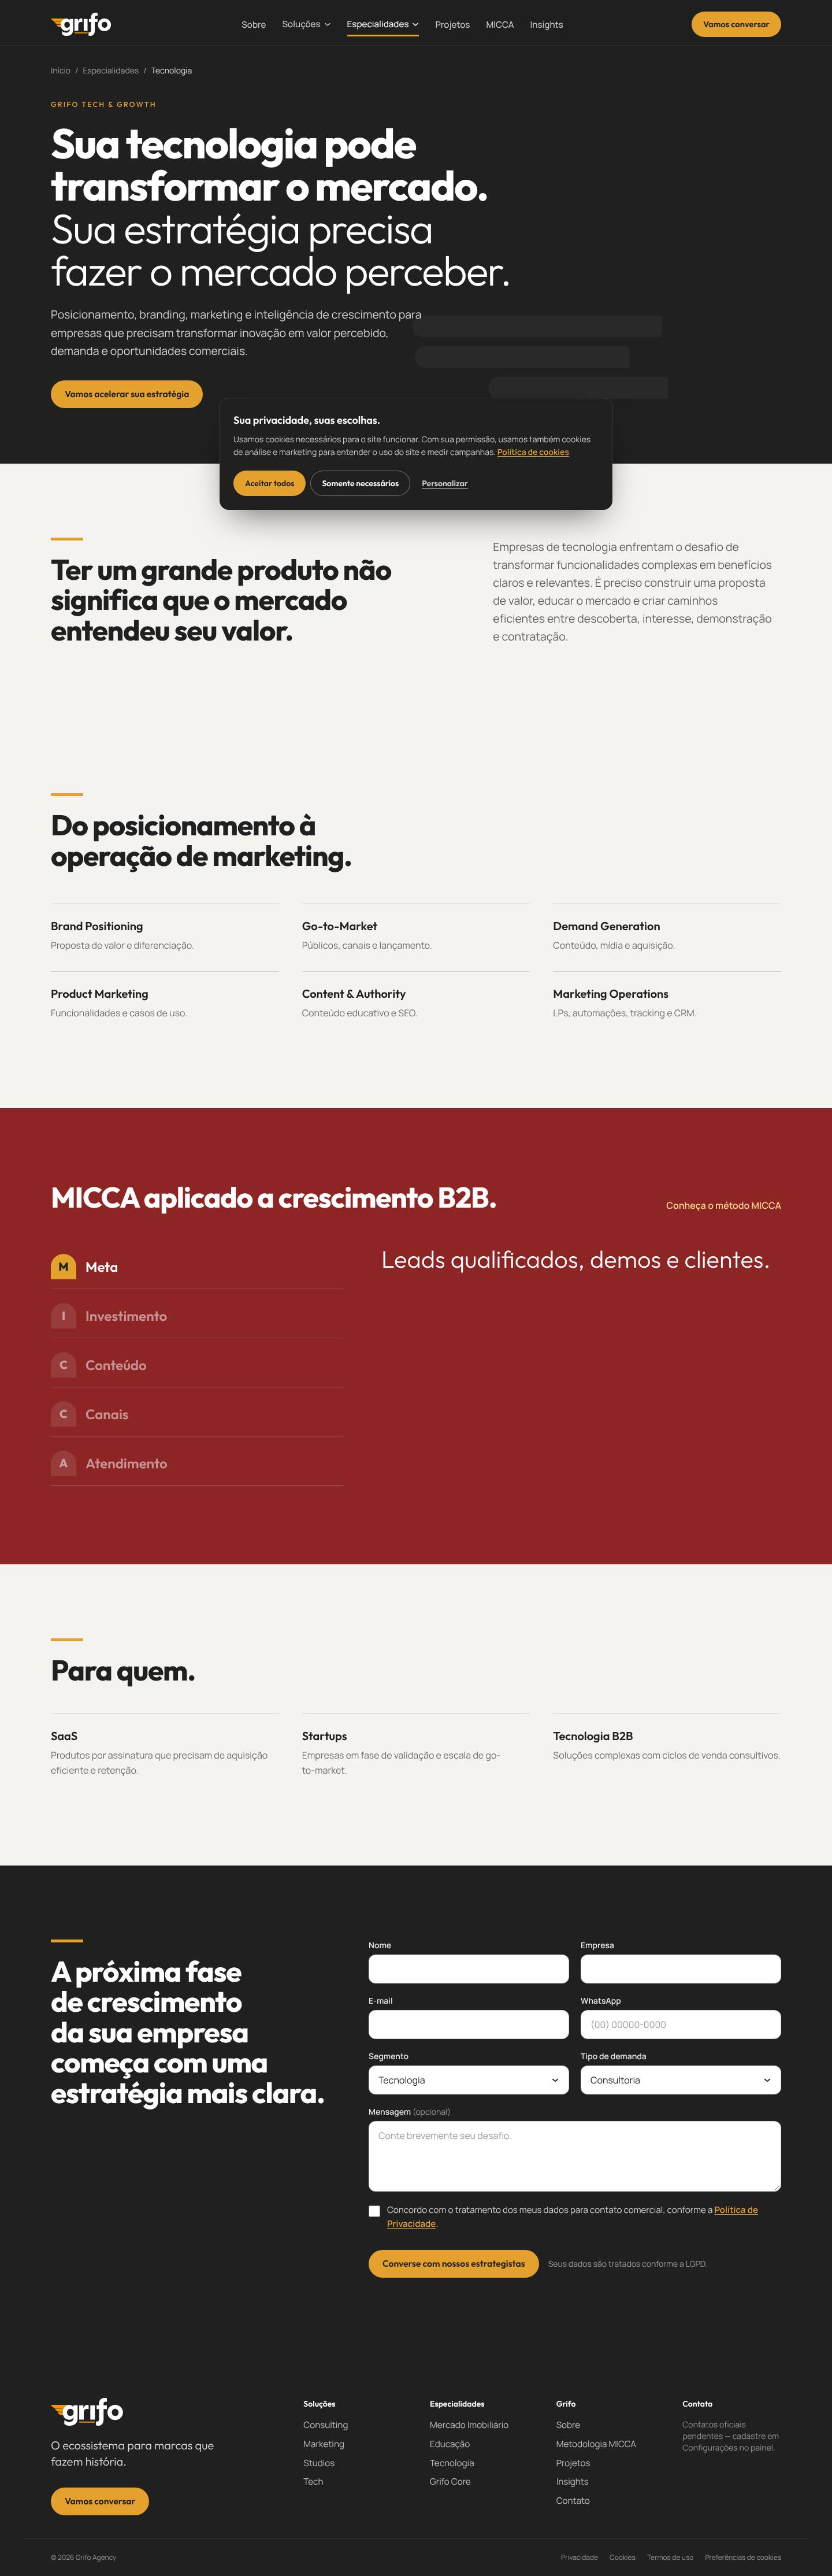 grifo
Sobre
Soluções
Especialidades
Projetos
MICCA
Insights
Vamos conversar
Início / Especialidades / Tecnologia
GRIFO TECH & GROWTH
Sua tecnologia pode
transformar o mercado.
Sua estratégia precisa
fazer o mercado perceber.
Posicionamento, branding, marketing e inteligência de crescimento para
empresas que precisam transformar inovação em valor percebido,
demanda e oportunidades comerciais.
Vamos acelerar sua estratégia
Sua privacidade, suas escolhas.
Usamos cookies necessários para o site funcionar. Com sua permissão, usamos também cookies
de análise e marketing para entender o uso do site e medir campanhas. Política de cookies
Aceitar todos
Somente necessários
Personalizar
Ter um grande produto não
significa que o mercado
entendeu seu valor.
Empresas de tecnologia enfrentam o desafio de
transformar funcionalidades complexas em benefícios
claros e relevantes. É preciso construir uma proposta
de valor, educar o mercado e criar caminhos
eficientes entre descoberta, interesse, demonstração
e contratação.
Do posicionamento à
operação de marketing.
Brand Positioning
Proposta de valor e diferenciação.
Go-to-Market
Públicos, canais e lançamento.
Demand Generation
Conteúdo, mídia e aquisição.
Product Marketing
Funcionalidades e casos de uso.
Content & Authority
Conteúdo educativo e SEO.
Marketing Operations
LPs, automações, tracking e CRM.
MICCA aplicado a crescimento B2B.
Conheça o método MICCA
M Meta
I Investimento
C Conteúdo
C Canais
A Atendimento
Leads qualificados, demos e clientes.
Para quem.
SaaS
Produtos por assinatura que precisam de aquisição
eficiente e retenção.
Startups
Empresas em fase de validação e escala de go-
to-market.
Tecnologia B2B
Soluções complexas com ciclos de venda consultivos.
A próxima fase
de crescimento
da sua empresa
começa com uma
estratégia mais clara.
Nome
Empresa
E-mail
WhatsApp
(00) 00000-0000
Segmento
Tecnologia
Tipo de demanda
Consultoria
Mensagem (opcional)
Conte brevemente seu desafio.
Concordo com o tratamento dos meus dados para contato comercial, conforme a Política de
Privacidade.
Converse com nossos estrategistas
Seus dados são tratados conforme a LGPD.
grifo
O ecossistema para marcas que
fazem história.
Vamos conversar
Soluções
Consulting
Marketing
Studios
Tech
Especialidades
Mercado Imobiliário
Educação
Tecnologia
Grifo Core
Grifo
Sobre
Metodologia MICCA
Projetos
Insights
Contato
Contato
Contatos oficiais
pendentes — cadastre em
Configurações no painel.
© 2026 Grifo Agency
Privacidade
Cookies
Termos de uso
Preferências de cookies